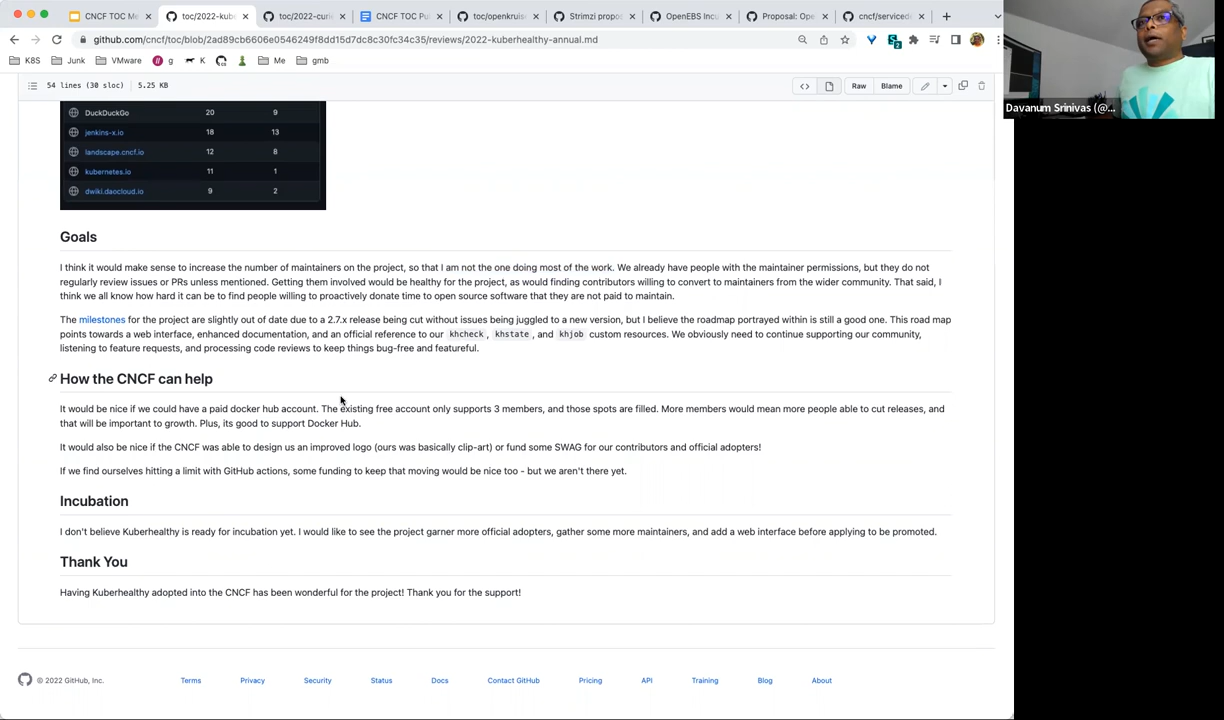 CNCF TOC Me
toc/2022-kube
toc/2022-curie
CNCF TOC Pu
toc/openkruis
Strimzi propo
OpenEBS Incu
Proposal: Ope
cncf/serviced
github.com/cncf/toc/blob/2ad89cb6606e0546249f8dd15d7dc8c30fc34c35/reviews/2022-kuberhealthy-annual.md
K8S
Junk
VMware
g
K
Me
gmb
54 lines (30 sloc) 5.25 KB
Raw
Blame
Davanum Srinivas (@...
DuckDuckGo 20 9
jenkins-x.io 18 13
landscape.cncf.io 12 8
kubernetes.io 11 1
dwiki.daocloud.io 9 2
Goals
I think it would make sense to increase the number of maintainers on the project, so that I am not the one doing most of the work. We already have people with the maintainer permissions, but they do not
regularly review issues or PRs unless mentioned. Getting them involved would be healthy for the project, as would finding contributors willing to convert to maintainers from the wider community. That said, I
think we all know how hard it can be to find people willing to proactively donate time to open source software that they are not paid to maintain.
The milestones for the project are slightly out of date due to a 2.7.x release being cut without issues being juggled to a new version, but I believe the roadmap portrayed within is still a good one. This road map
points towards a web interface, enhanced documentation, and an official reference to our khcheck, khstate, and khjob custom resources. We obviously need to continue supporting our community,
listening to feature requests, and processing code reviews to keep things bug-free and featureful.
How the CNCF can help
It would be nice if we could have a paid docker hub account. The existing free account only supports 3 members, and those spots are filled. More members would mean more people able to cut releases, and
that will be important to growth. Plus, its good to support Docker Hub.
It would also be nice if the CNCF was able to design us an improved logo (ours was basically clip-art) or fund some SWAG for our contributors and official adopters!
If we find ourselves hitting a limit with GitHub actions, some funding to keep that moving would be nice too - but we aren't there yet.
Incubation
I don't believe Kuberhealthy is ready for incubation yet. I would like to see the project garner more official adopters, gather some more maintainers, and add a web interface before applying to be promoted.
Thank You
Having Kuberhealthy adopted into the CNCF has been wonderful for the project! Thank you for the support!
© 2022 GitHub, Inc.
Terms
Privacy
Security
Status
Docs
Contact GitHub
Pricing
API
Training
Blog
About